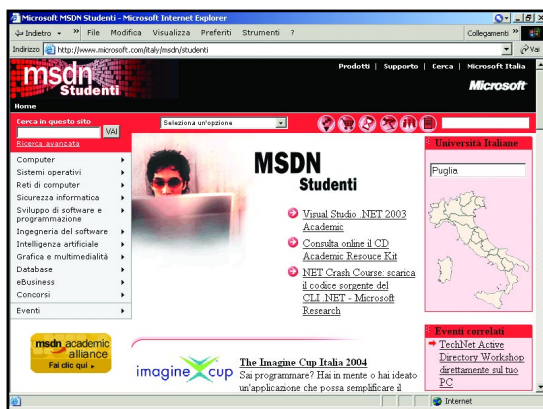 Microsoft MSDN Studenti - Microsoft Internet Explorer
Indietro File Modifica Visualizza Preferiti Strumenti ? Collegamenti
Indirizzo http://www.microsoft.com/italy/msdn/studenti Vai
msdn
Studenti
Prodotti | Supporto | Cerca | Microsoft Italia
Microsoft
Home
Cerca in questo sito
VAI
Ricerca avanzata
Seleziona un'opzione
Computer
Sistemi operativi
Reti di computer
Sicurezza informatica
Sviluppo di software e
programmazione
Ingegneria del software
Intelligenza artificiale
Grafica e multimedialità
Database
eBusiness
Concorsi
Eventi
msdn academic
alliance
Fai clic qui
MSDN
Studenti
Visual Studio .NET 2003
Academic
Consulta online il CD
Academic Resouce Kit
.NET Crash Course: scarica
il codice sorgente del
CLI .NET - Microsoft
Research
imagine cup
The Imagine Cup Italia 2004
Sai programmare? Hai in mente o hai ideato
un'applicazione che possa semplificare il
Università Italiane
Puglia
Eventi correlati
TechNet Active
Directory Workshop
direttamente sul tuo
PC
Internet